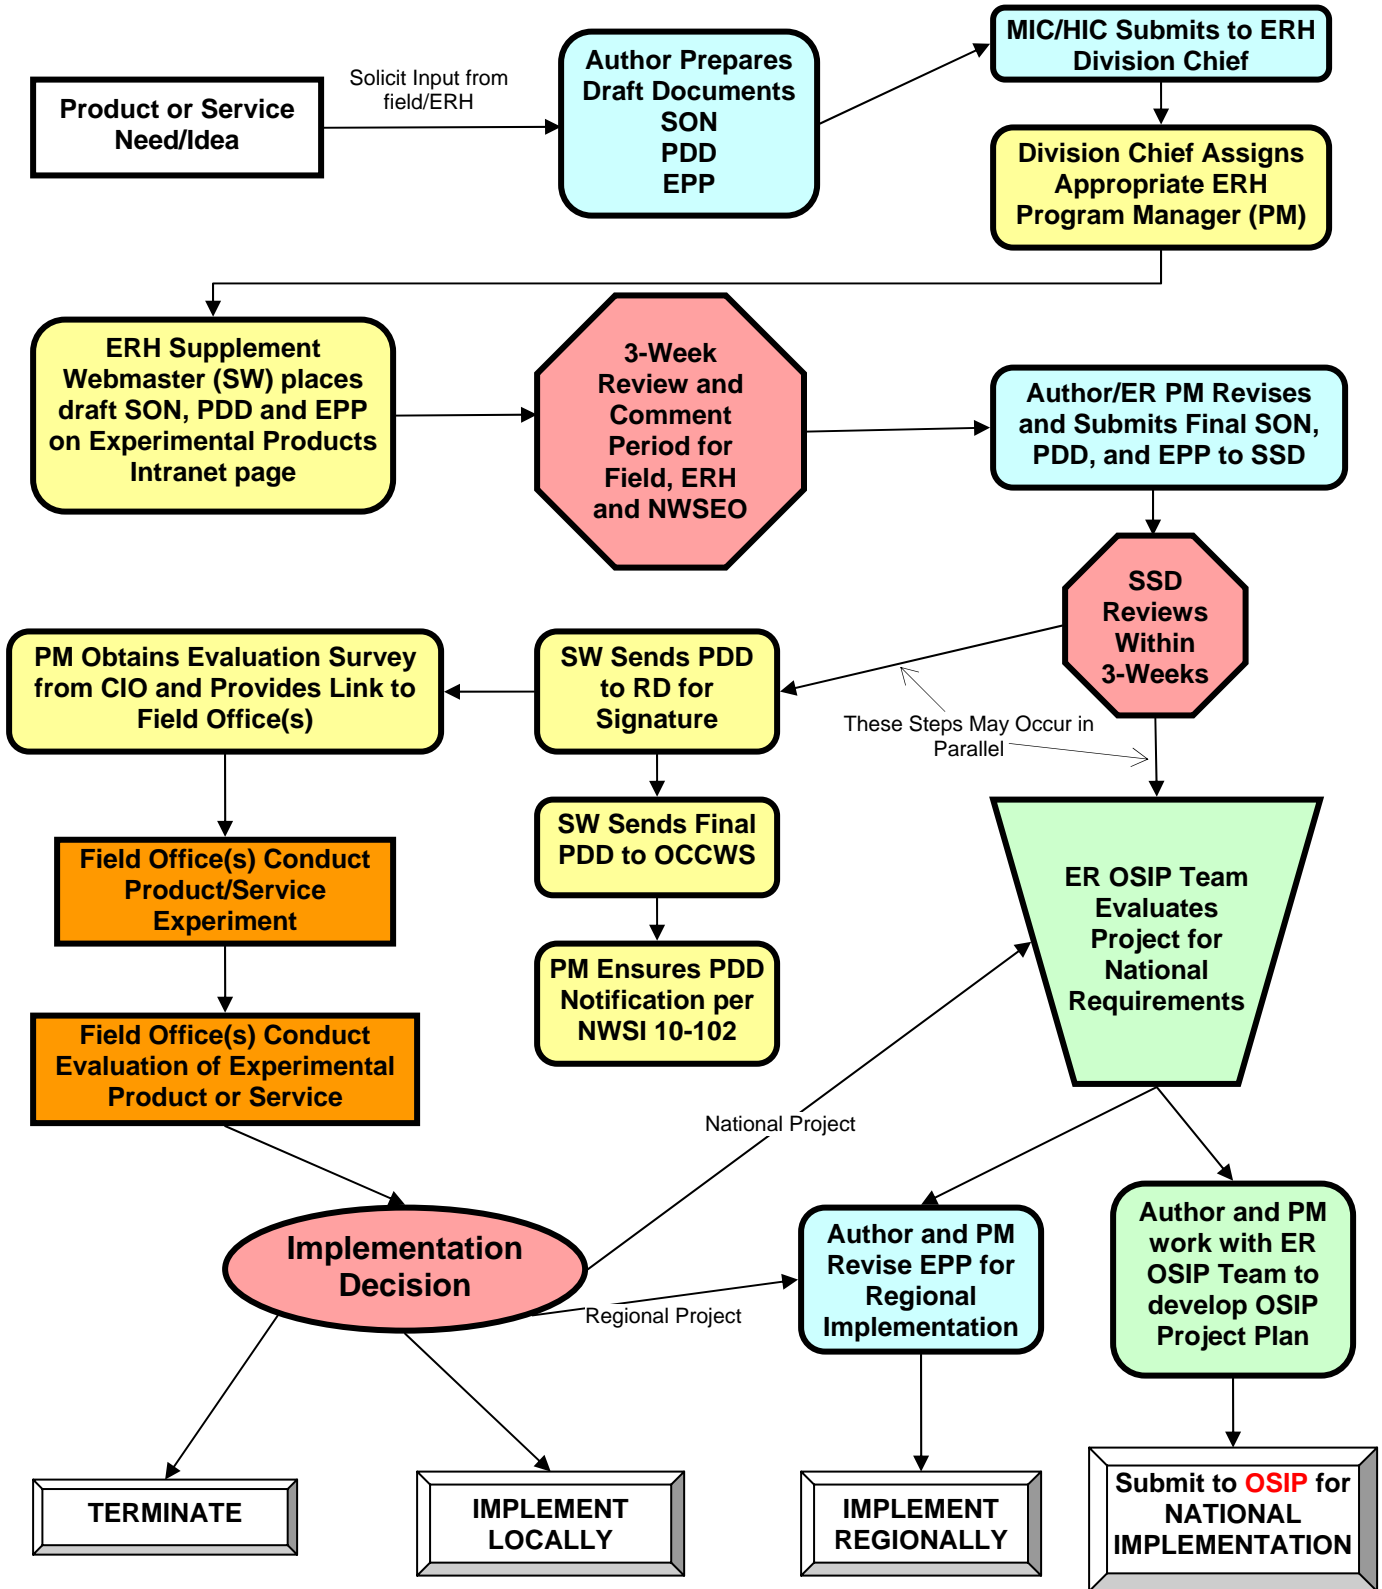 Product or Service
Need/Idea
Solicit Input from
field/ERH
Author Prepares
Draft Documents
SON
PDD
EPP
MIC/HIC Submits to ERH
Division Chief
Division Chief Assigns
Appropriate ERH
Program Manager (PM)
ERH Supplement
Webmaster (SW) places
draft SON, PDD and EPP
on Experimental Products
Intranet page
3-Week
Review and
Comment
Period for
Field, ERH
and NWSEO
Author/ER PM Revises
and Submits Final SON,
PDD, and EPP to SSD
SSD
Reviews
Within
3-Weeks
PM Obtains Evaluation Survey
from CIO and Provides Link to
Field Office(s)
SW Sends PDD
to RD for
Signature
These Steps May Occur in
Parallel
Field Office(s) Conduct
Product/Service
Experiment
SW Sends Final
PDD to OCCWS
ER OSIP Team
Evaluates
Project for
National
Requirements
PM Ensures PDD
Notification per
NWSI 10-102
Field Office(s) Conduct
Evaluation of Experimental
Product or Service
National Project
Implementation
Decision
Regional Project
Author and PM
Revise EPP for
Regional
Implementation
Author and PM
work with ER
OSIP Team to
develop OSIP
Project Plan
TERMINATE
IMPLEMENT
LOCALLY
IMPLEMENT
REGIONALLY
Submit to OSIP for
NATIONAL
IMPLEMENTATION